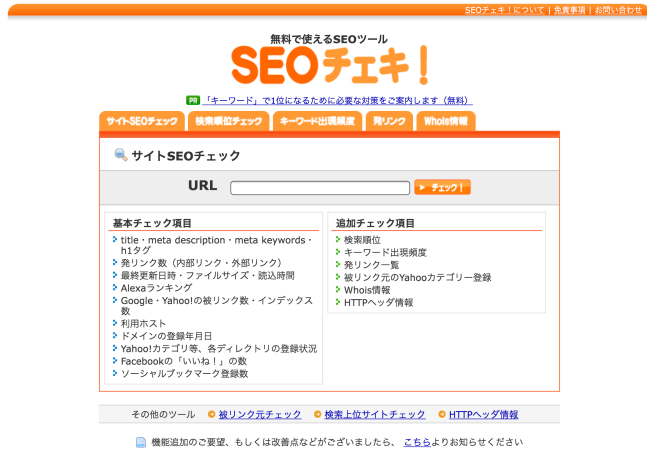 SEOチェキ！について | 免責事項 | お問い合わせ
無料で使えるSEOツール
SEOチェキ！
PR 「キーワード」で1位になるために必要な対策をご案内します（無料）
サイトSEOチェック 検索順位チェック キーワード出現頻度 発リンク Whois情報
サイトSEOチェック
URL チェック！
基本チェック項目
title・meta description・meta keywords・
h1タグ
発リンク数（内部リンク・外部リンク）
最終更新日時・ファイルサイズ・読込時間
Alexaランキング
Google・Yahoo!の被リンク数・インデックス
数
利用ホスト
ドメインの登録年月日
Yahoo!カテゴリ等、各ディレクトリの登録状況
Facebookの「いいね！」の数
ソーシャルブックマーク登録数
追加チェック項目
検索順位
キーワード出現頻度
発リンク一覧
被リンク元のYahooカテゴリー登録
Whois情報
HTTPヘッダ情報
その他のツール 被リンク元チェック 検索上位サイトチェック HTTPヘッダ情報
機能追加のご要望、もしくは改善点などがございましたら、 こちらよりお知らせください